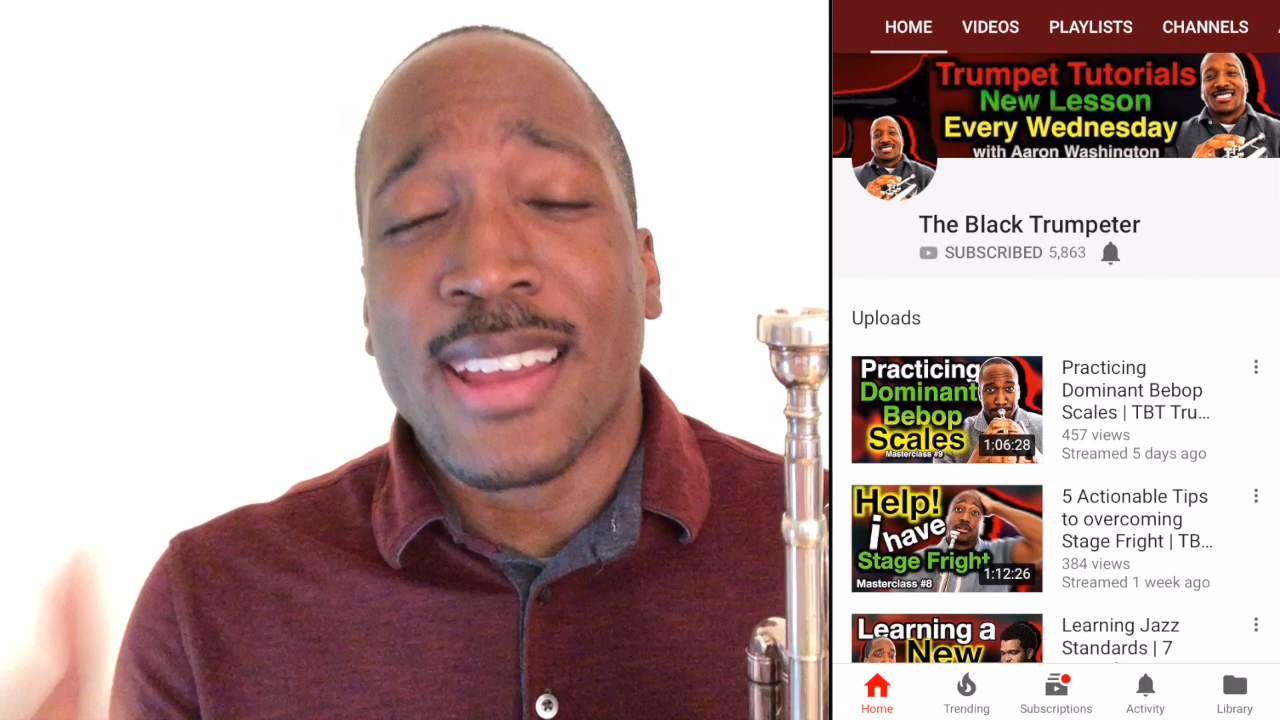 HOME VIDEOS PLAYLISTS CHANNELS
Trumpet Tutorials
New Lesson
Every Wednesday
with Aaron Washington
The Black Trumpeter
SUBSCRIBED 5,863
Uploads
Practicing
Dominant
Bebop
Scales
Masterclass #9
1:06:28
Practicing
Dominant Bebop
Scales | TBT Tru...
457 views
Streamed 5 days ago
Help!
i have
Stage Fright
Masterclass #8
1:12:26
5 Actionable Tips
to overcoming
Stage Fright | TB...
384 views
Streamed 1 week ago
Learning a
New
Learning Jazz
Standards | 7
Home Trending Subscriptions Activity Library